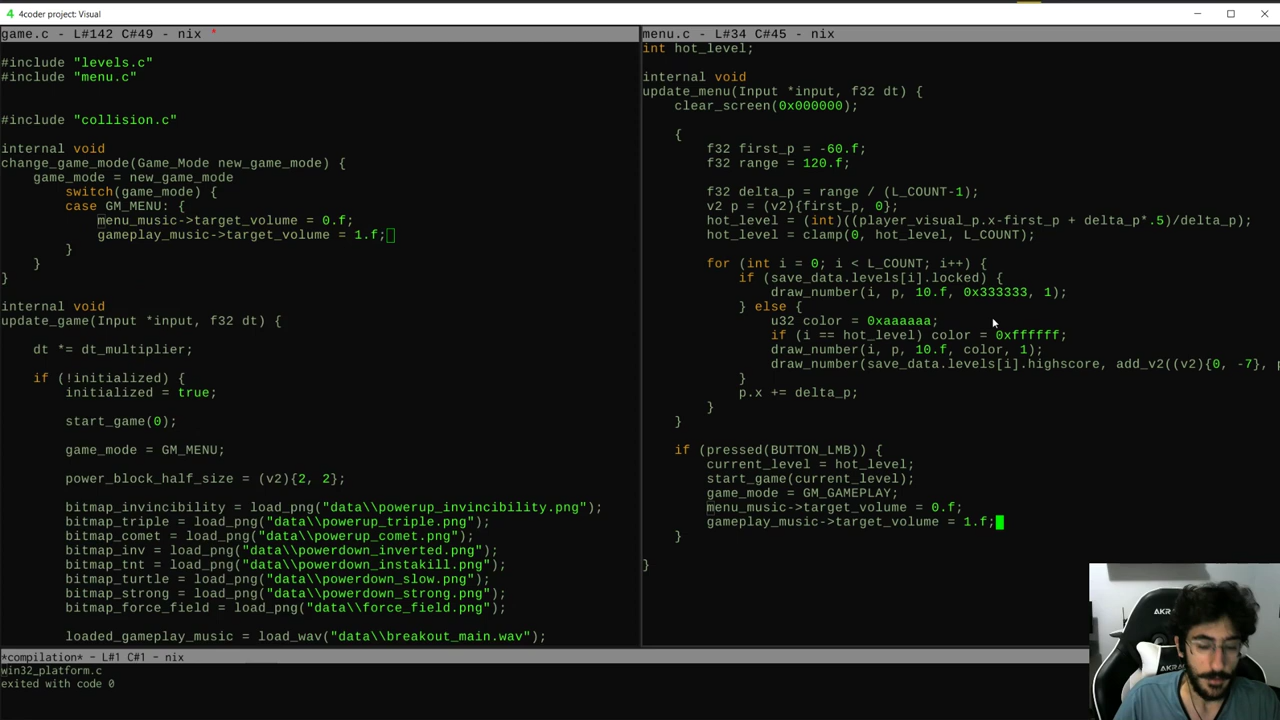 4coder project: Visual
game.c - L#142 C#49 - nix *
#include "levels.c"
#include "menu.c"
#include "collision.c"
internal void
change_game_mode(Game_Mode new_game_mode) {
    game_mode = new_game_mode
        switch(game_mode) {
        case GM_MENU: {
            menu_music->target_volume = 0.f;
            gameplay_music->target_volume = 1.f;
        }
    }
}
internal void
update_game(Input *input, f32 dt) {
    dt *= dt_multiplier;
    if (!initialized) {
        initialized = true;
        start_game(0);
        game_mode = GM_MENU;
        power_block_half_size = (v2){2, 2};
        bitmap_invincibility = load_png("data\\powerup_invincibility.png");
        bitmap_triple = load_png("data\\powerup_triple.png");
        bitmap_comet = load_png("data\\powerup_comet.png");
        bitmap_inv = load_png("data\\powerdown_inverted.png");
        bitmap_tnt = load_png("data\\powerdown_instakill.png");
        bitmap_turtle = load_png("data\\powerdown_slow.png");
        bitmap_strong = load_png("data\\powerdown_strong.png");
        bitmap_force_field = load_png("data\\force_field.png");
        loaded_gameplay_music = load_wav("data\\breakout_main.wav");
menu.c - L#34 C#45 - nix
int hot_level;
internal void
update_menu(Input *input, f32 dt) {
    clear_screen(0x000000);
    {
        f32 first_p = -60.f;
        f32 range = 120.f;
        f32 delta_p = range / (L_COUNT-1);
        v2 p = (v2){first_p, 0};
        hot_level = (int)((player_visual_p.x-first_p + delta_p*.5)/delta_p);
        hot_level = clamp(0, hot_level, L_COUNT);
        for (int i = 0; i < L_COUNT; i++) {
            if (save_data.levels[i].locked) {
                draw_number(i, p, 10.f, 0x333333, 1);
            } else {
                u32 color = 0xaaaaaa;
                if (i == hot_level) color = 0xffffff;
                draw_number(i, p, 10.f, color, 1);
                draw_number(save_data.levels[i].highscore, add_v2((v2){0, -7}, p
            }
            p.x += delta_p;
        }
    }
    if (pressed(BUTTON_LMB)) {
        current_level = hot_level;
        start_game(current_level);
        game_mode = GM_GAMEPLAY;
        menu_music->target_volume = 0.f;
        gameplay_music->target_volume = 1.f;
    }
}
*compilation* - L#1 C#1 - nix
win32_platform.c
exited with code 0